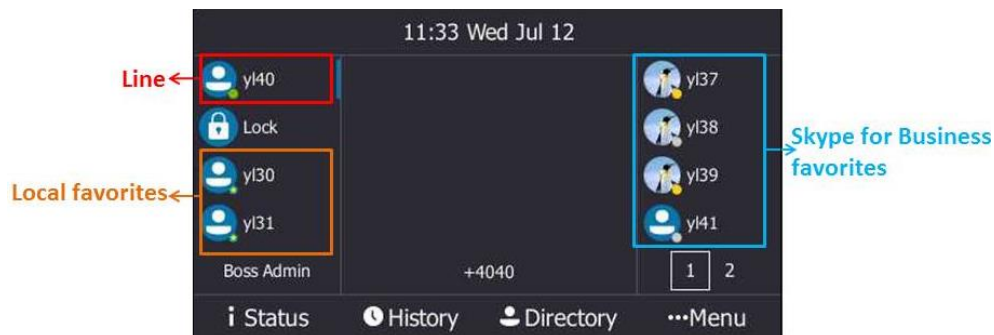 11:33 Wed Jul 12
Line
yl40
yl37
Lock
yl38
Skype for Business
favorites
Local favorites
yl30
yl39
yl31
yl41
Boss Admin
+4040
1 2
i Status
History
Directory
•••Menu